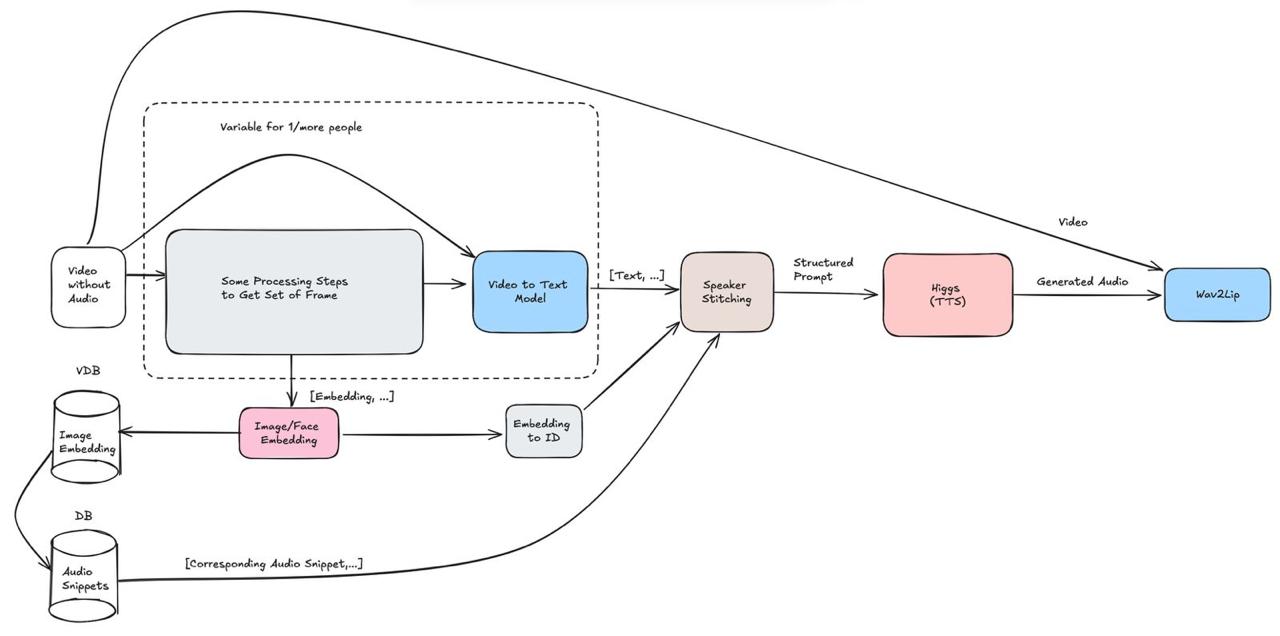 Variable for 1/more people
Video
without
Audio
Some Processing Steps
to Get Set of Frame
Video to Text
Model
[Text, ...]
Speaker
Stitching
Structured
Prompt
Higgs
(TTS)
Generated Audio
Video
Wav2Lip
VDB
Image
Embedding
[Embedding, ...]
Image/Face
Embedding
Embedding
to ID
DB
Audio
Snippets
[Corresponding Audio Snippet,...]